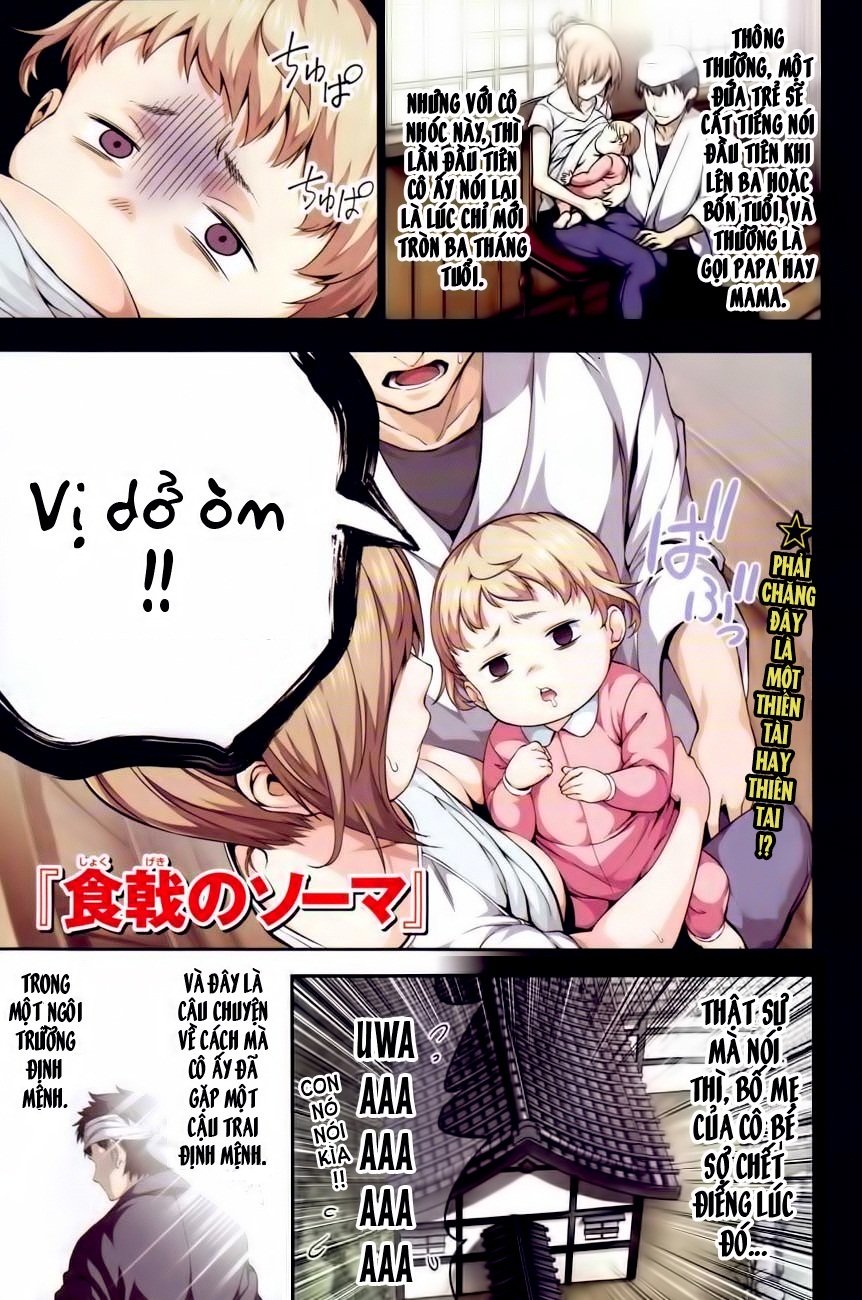 THÔNG
THƯỜNG, MỘT
ĐỨA TRẺ SẼ
CẤT TIẾNG NÓI
ĐẦU TIÊN KHI
LÊN BA HOẶC
BỐN TUỔI, VÀ
THƯỜNG LÀ
GỌI PAPA HAY
MAMA.
NHƯNG VỚI CÔ
NHÓC NÀY, THÌ
LẦN ĐẦU TIÊN
CÔ ẤY NÓI LẠI
LÀ LÚC CHỈ MỚI
TRÒN BA THÁNG
TUỔI.
ちゅぱ
ちゅぱ
Vị dở òm
!!
ばぶっ
☆
PHẢI
CHĂNG
ĐÂY
LÀ
MỘT
THIÊN
TÀI
HAY
THIÊN
TAI
!?
しょく げき
『食戟のソーマ』
THẬT SỰ
MÀ NÓI
THÌ, BỐ MẸ
CỦA CÔ BÉ
SỢ CHẾT
ĐIẾNG LÚC
ĐÓ...
UWA
AAA
AAA
AAA
AAA
CON
NÓ
NÓI
KÌA
!!
VÀ ĐÂY LÀ
CÂU CHUYỆN
VỀ CÁCH MÀ
CÔ ẤY ĐÃ
GẶP MỘT
CẬU TRAI
ĐỊNH MỆNH.
TRONG
MỘT NGÔI
TRƯỜNG
ĐỊNH
MỆNH.